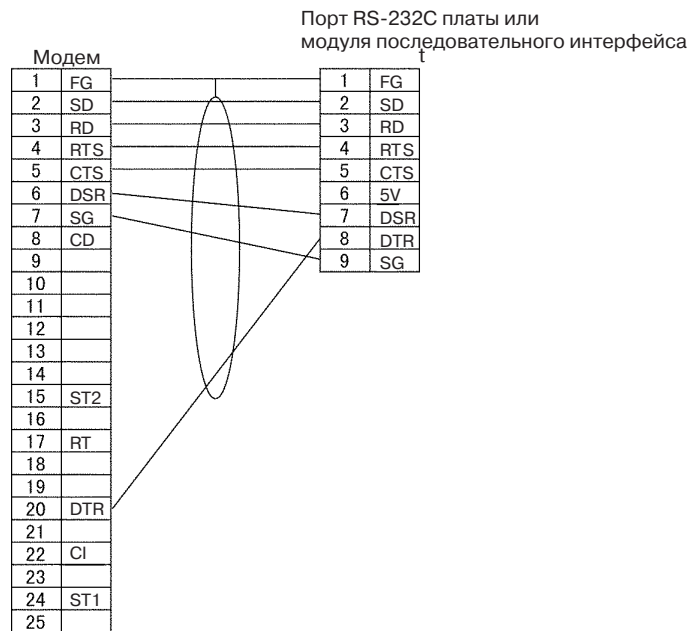 Порт RS-232C платы или
модуля последовательного интерфейса
t
Модем
1 FG
2 SD
3 RD
4 RTS
5 CTS
6 DSR
7 SG
8 CD
9
10
11
12
13
14
15 ST2
16
17 RT
18
19
20 DTR
21
22 CI
23
24 ST1
25
1 FG
2 SD
3 RD
4 RTS
5 CTS
6 5V
7 DSR
8 DTR
9 SG